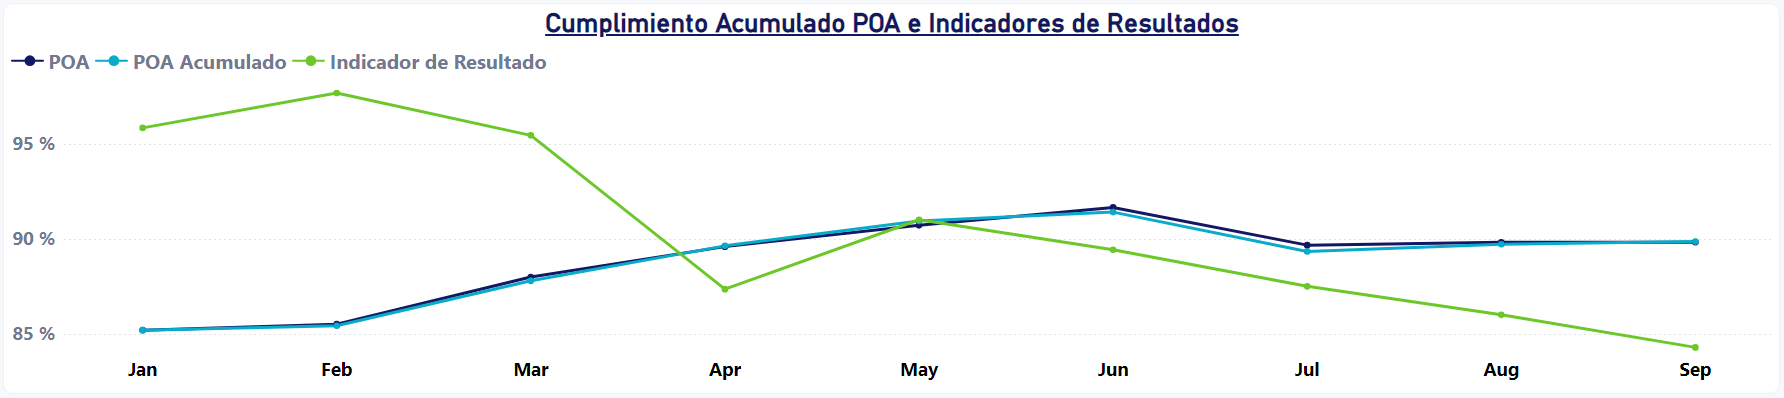 Cumplimiento Acumulado POA e Indicadores de Resultados
POA POA Acumulado Indicador de Resultado
95 %
90 %
85 %
Jan Feb Mar Apr May Jun Jul Aug Sep